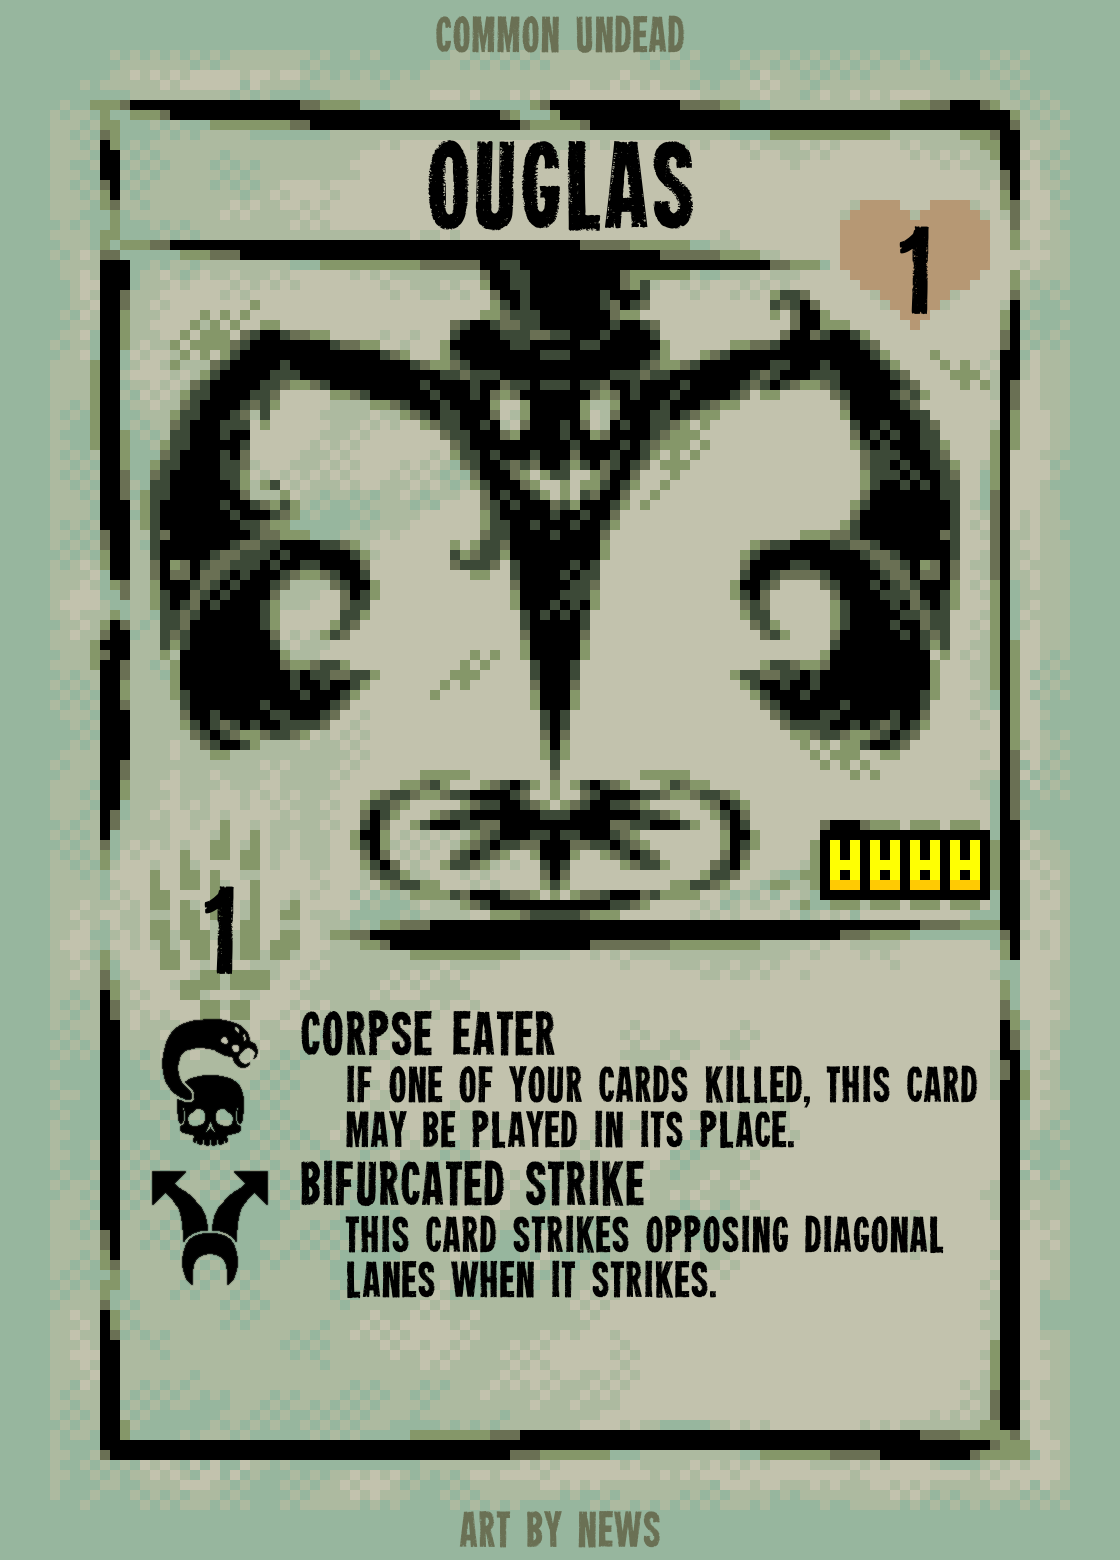 COMMON UNDEAD
OUGLAS
1
1
CORPSE EATER
IF ONE OF YOUR CARDS KILLED, THIS CARD
MAY BE PLAYED IN ITS PLACE.
BIFURCATED STRIKE
THIS CARD STRIKES OPPOSING DIAGONAL
LANES WHEN IT STRIKES.
ART BY NEWS